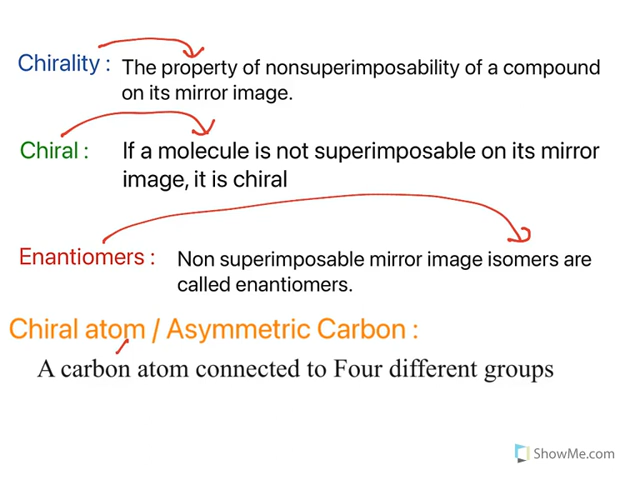 Chirality : The property of nonsuperimposability of a compound
on its mirror image.
Chiral : If a molecule is not superimposable on its mirror
image, it is chiral
Enantiomers : Non superimposable mirror image isomers are
called enantiomers.
Chiral atom / Asymmetric Carbon :
A carbon atom connected to Four different groups
ShowMe.com